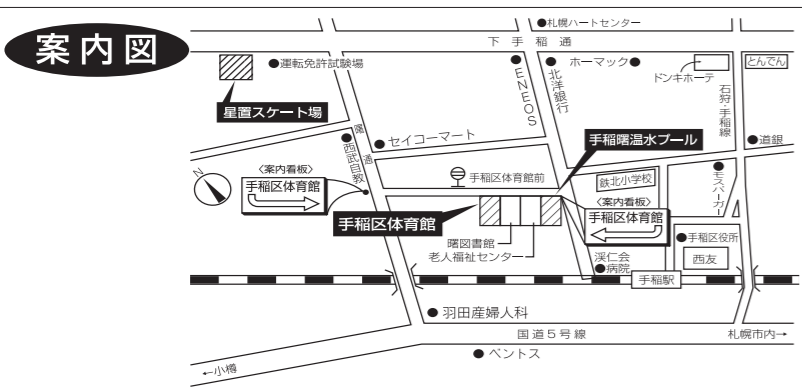 案内図
●札幌ハートセンター
下手稲通
●運転免許試験場
ENEOS
北洋銀行
ホーマック●
ドンキホーテ
とんでん
石狩・手稲線
星置スケート場
曙通
西武自教
●セイコーマート
手稲曙温水プール
●道銀
N
〈案内看板〉
手稲区体育館
手稲区体育館前
鉄北小学校
モスバーガー
〈案内看板〉
手稲区体育館
手稲区体育館
曙図書館
老人福祉センター
渓仁会
●病院
●手稲区役所
西友
手稲駅
●羽田産婦人科
国道5号線
札幌市内→
●ベントス
←小樽